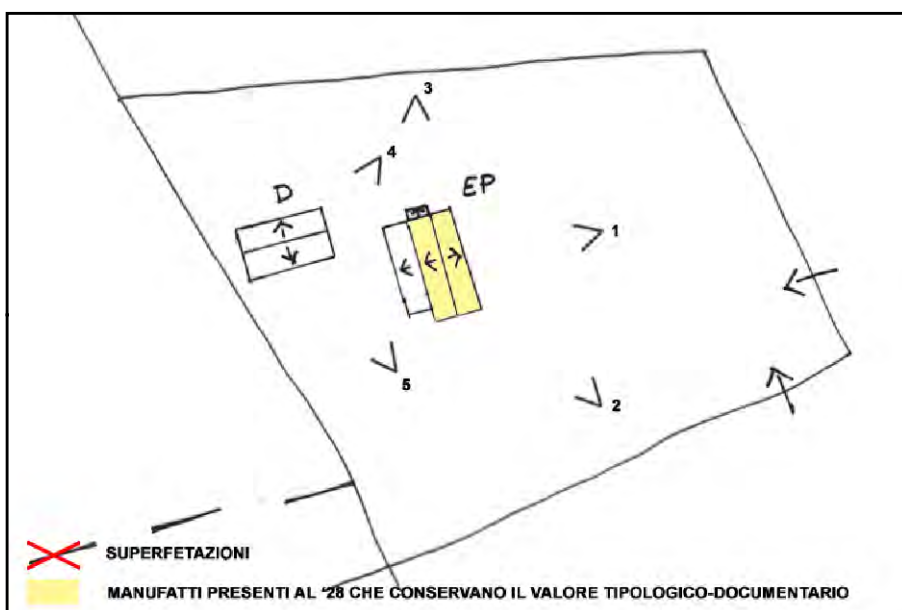 3
4
D
EP
1
5
2
SUPERFETAZIONI
MANUFATTI PRESENTI AL '28 CHE CONSERVANO IL VALORE TIPOLOGICO-DOCUMENTARIO